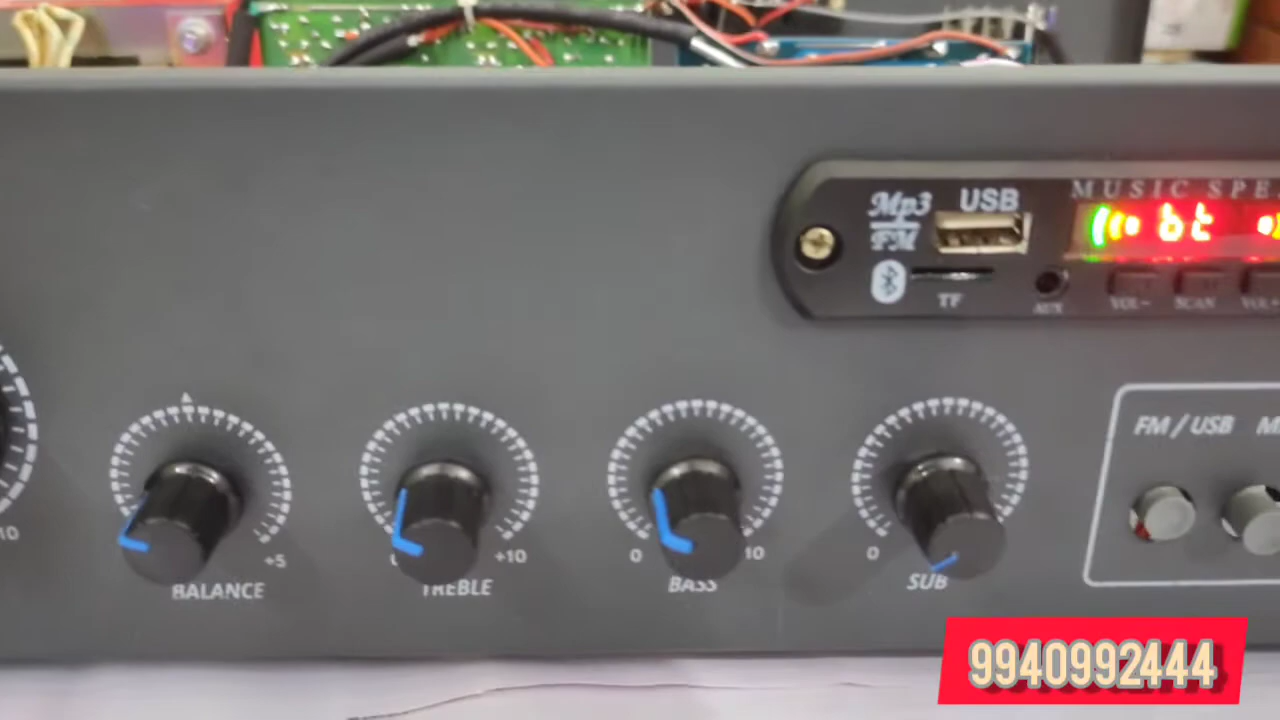 MUSIC SPE
Mp3 USB
FM
bt
TF
AUX
VOL- SCAN VOL+
FM / USB M
10
+5
+10
0 10
0
BALANCE TREBLE BASS SUB
9940992444